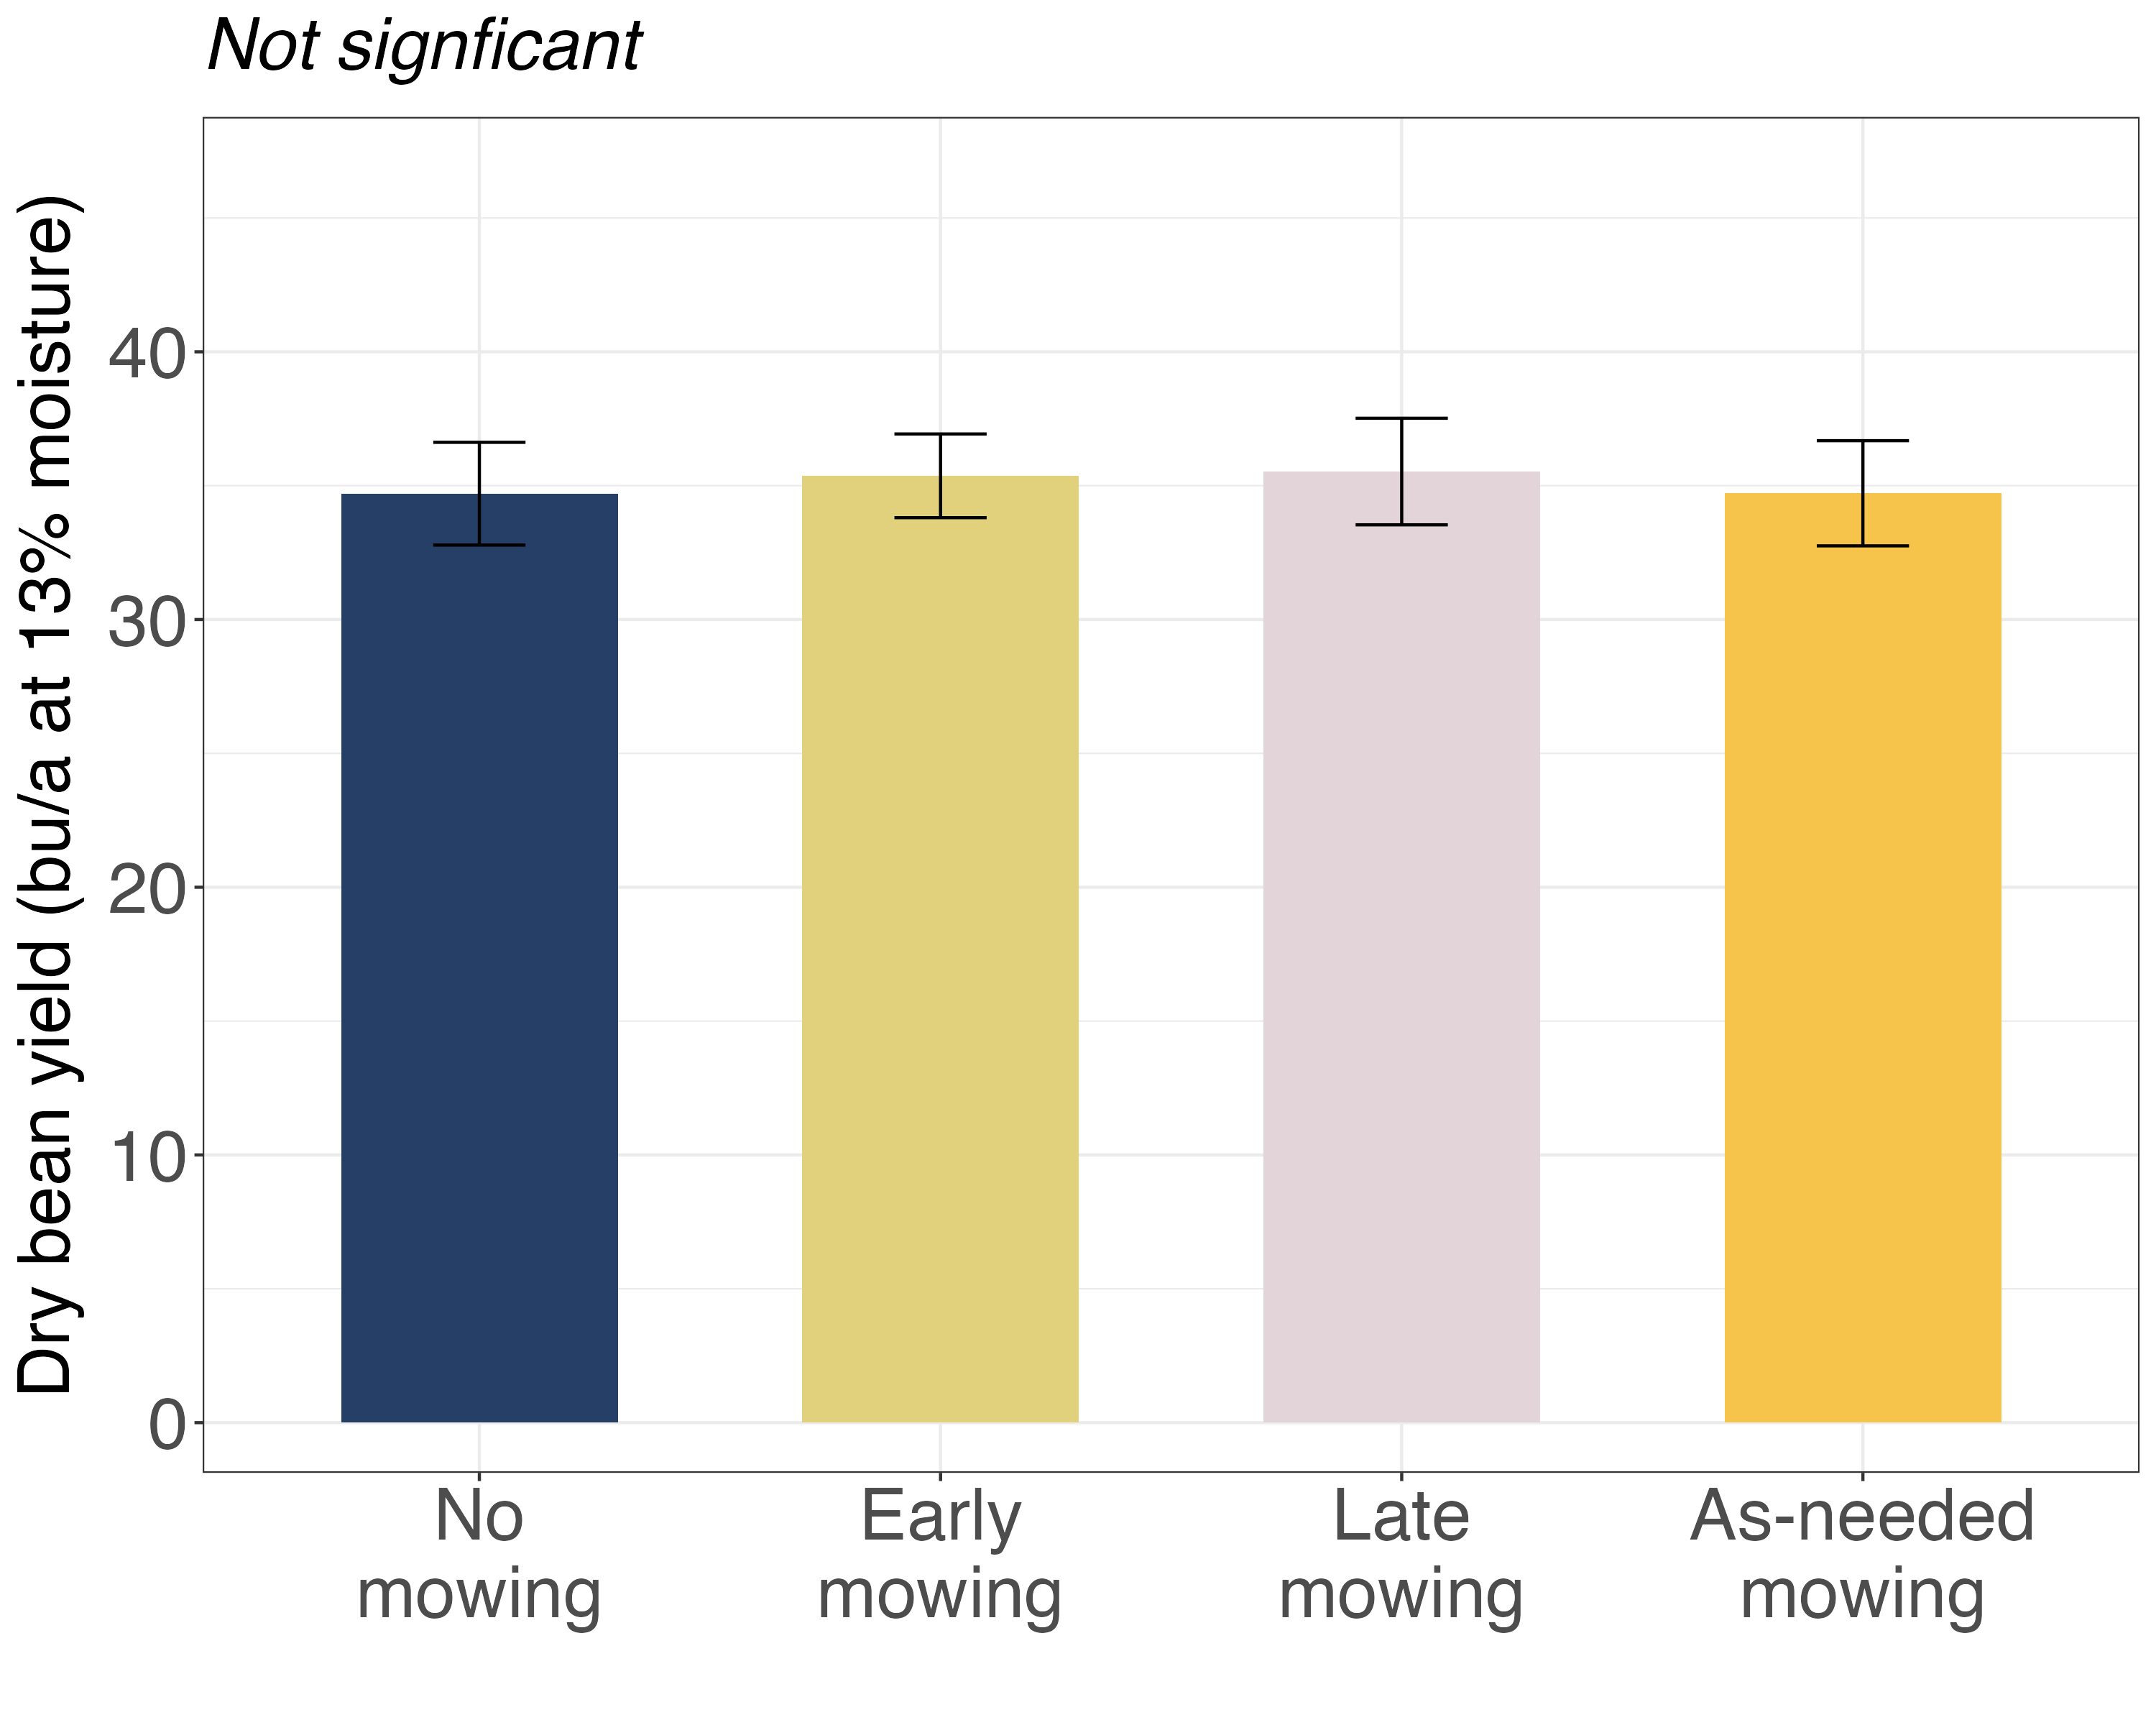 Not signficant
Dry bean yield (bu/a at 13% moisture)
40
30
20
10
0
No
mowing
Early
mowing
Late
mowing
As-needed
mowing